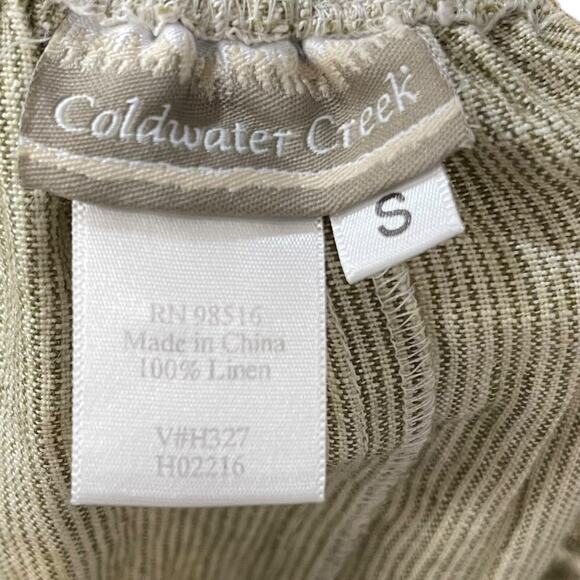 Coldwater Creek
S
RN 98516
Made in China
100% Linen
V#H327
H02216